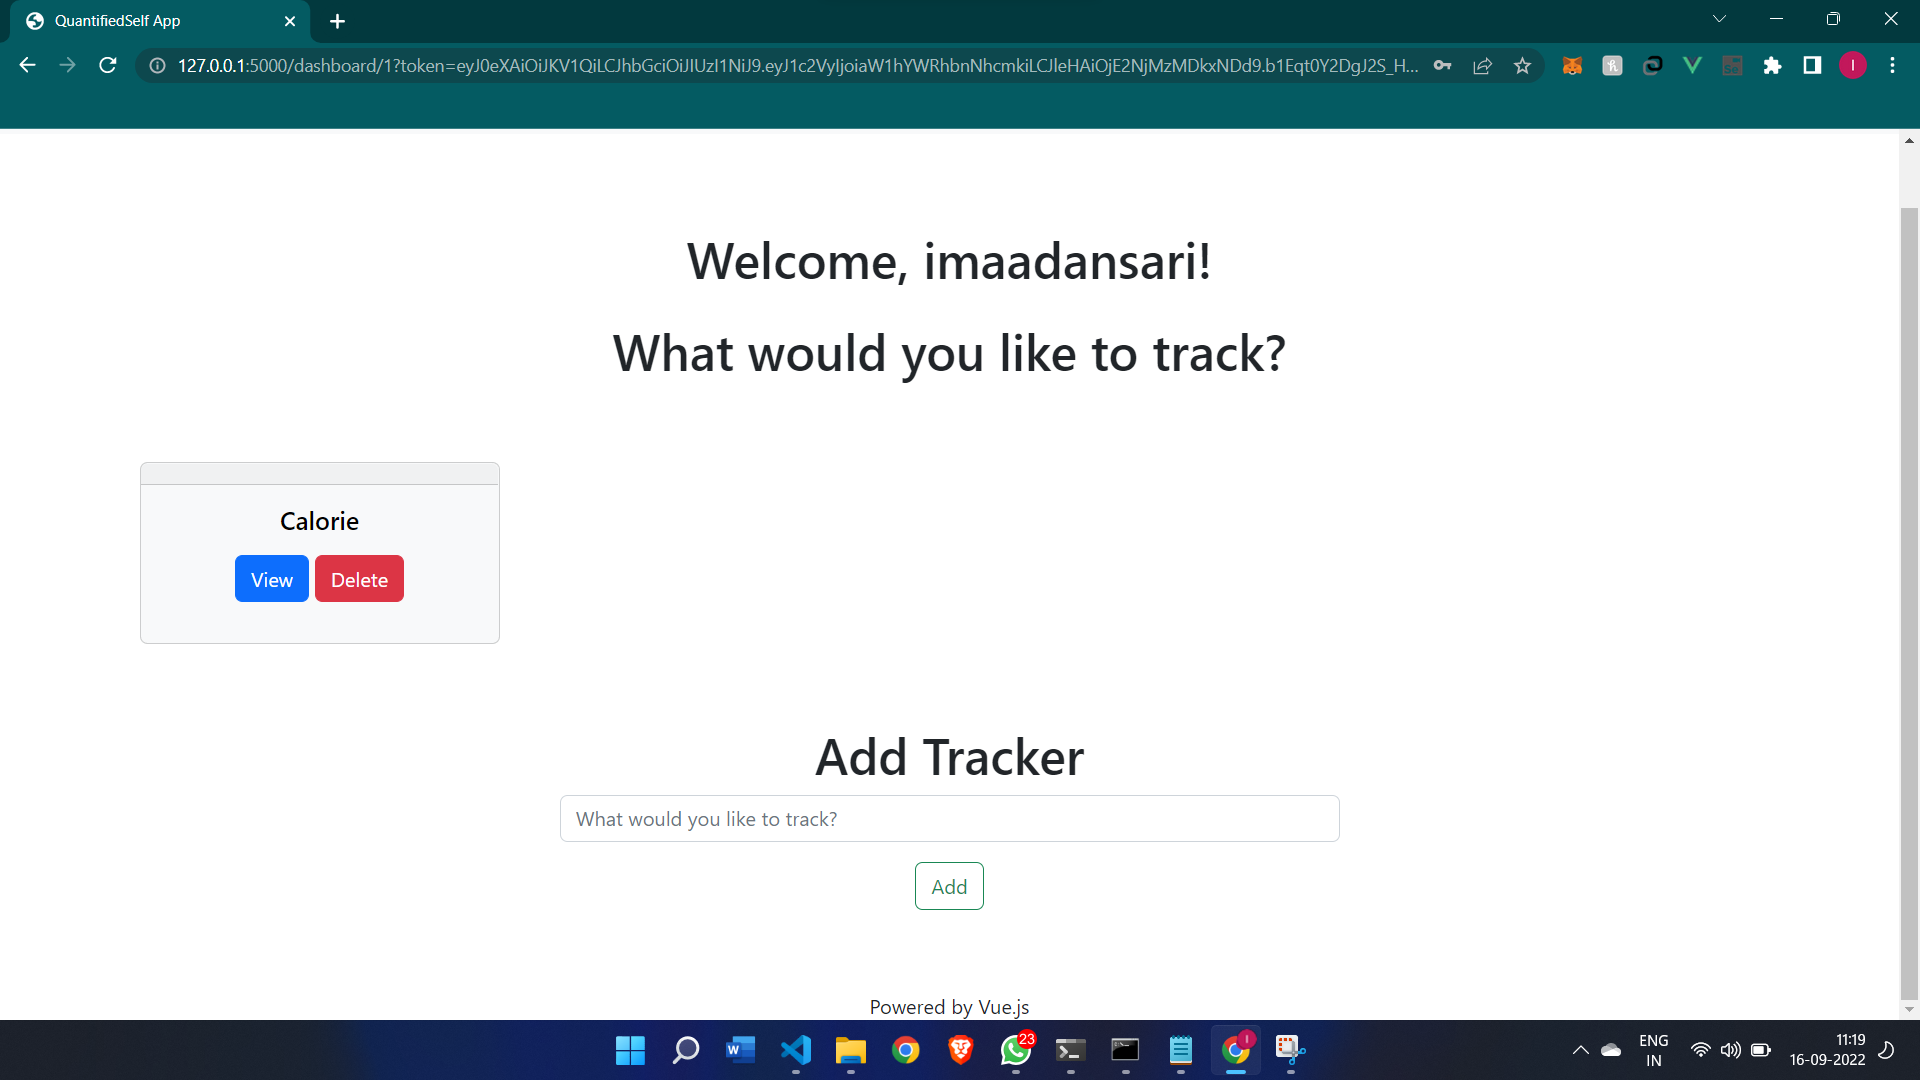 QuantifiedSelf App
127.0.0.1:5000/dashboard/1?token=eyJ0eXAiOiJKV1QiLCJhbGciOiJIUzI1NiJ9.eyJ1c2VyIjoiaW1hYWRhbnNhcmkiLCJleHAiOjE2NjMzMDkxNDd9.b1Eqt0Y2DgJ2S_H...
I
Welcome, imaadansari!
What would you like to track?
Calorie
View Delete
Add Tracker
What would you like to track?
Add
Powered by Vue.js
23
I
ENG
IN
11:19
16-09-2022